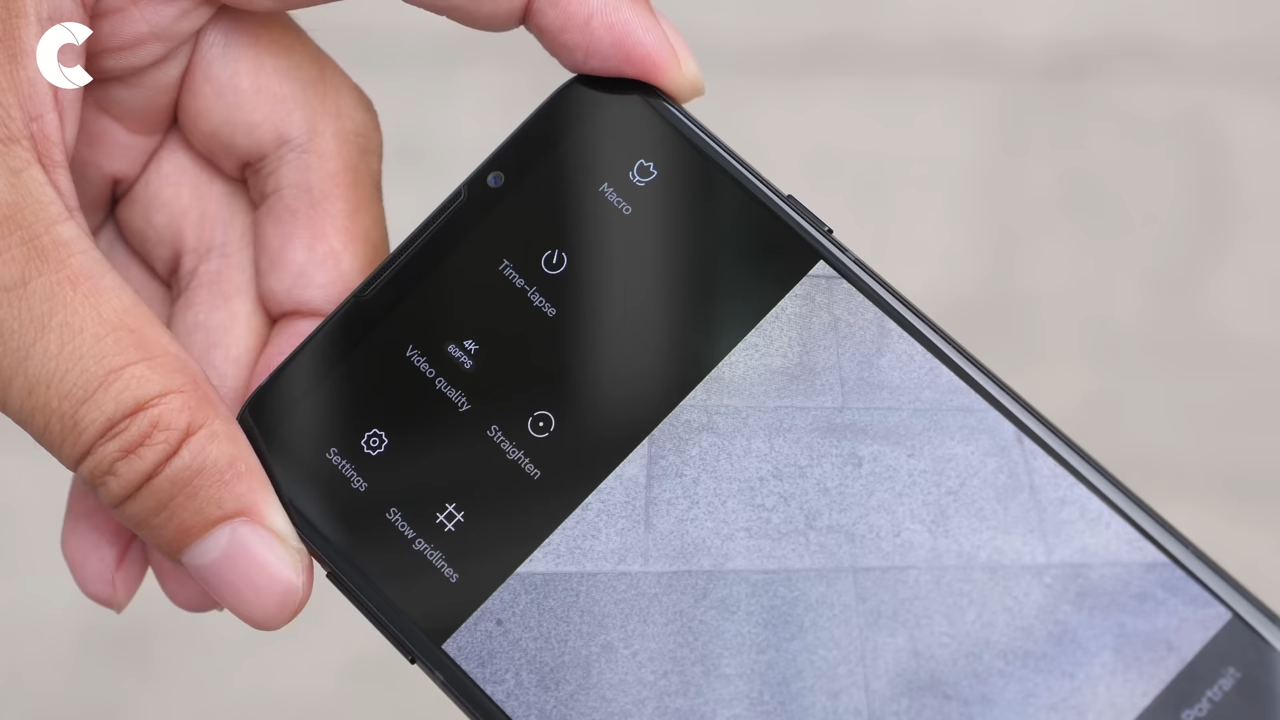 Macro
Time-lapse
4K
60FPS
Video quality
Straighten
Settings
Show gridlines
Portrait